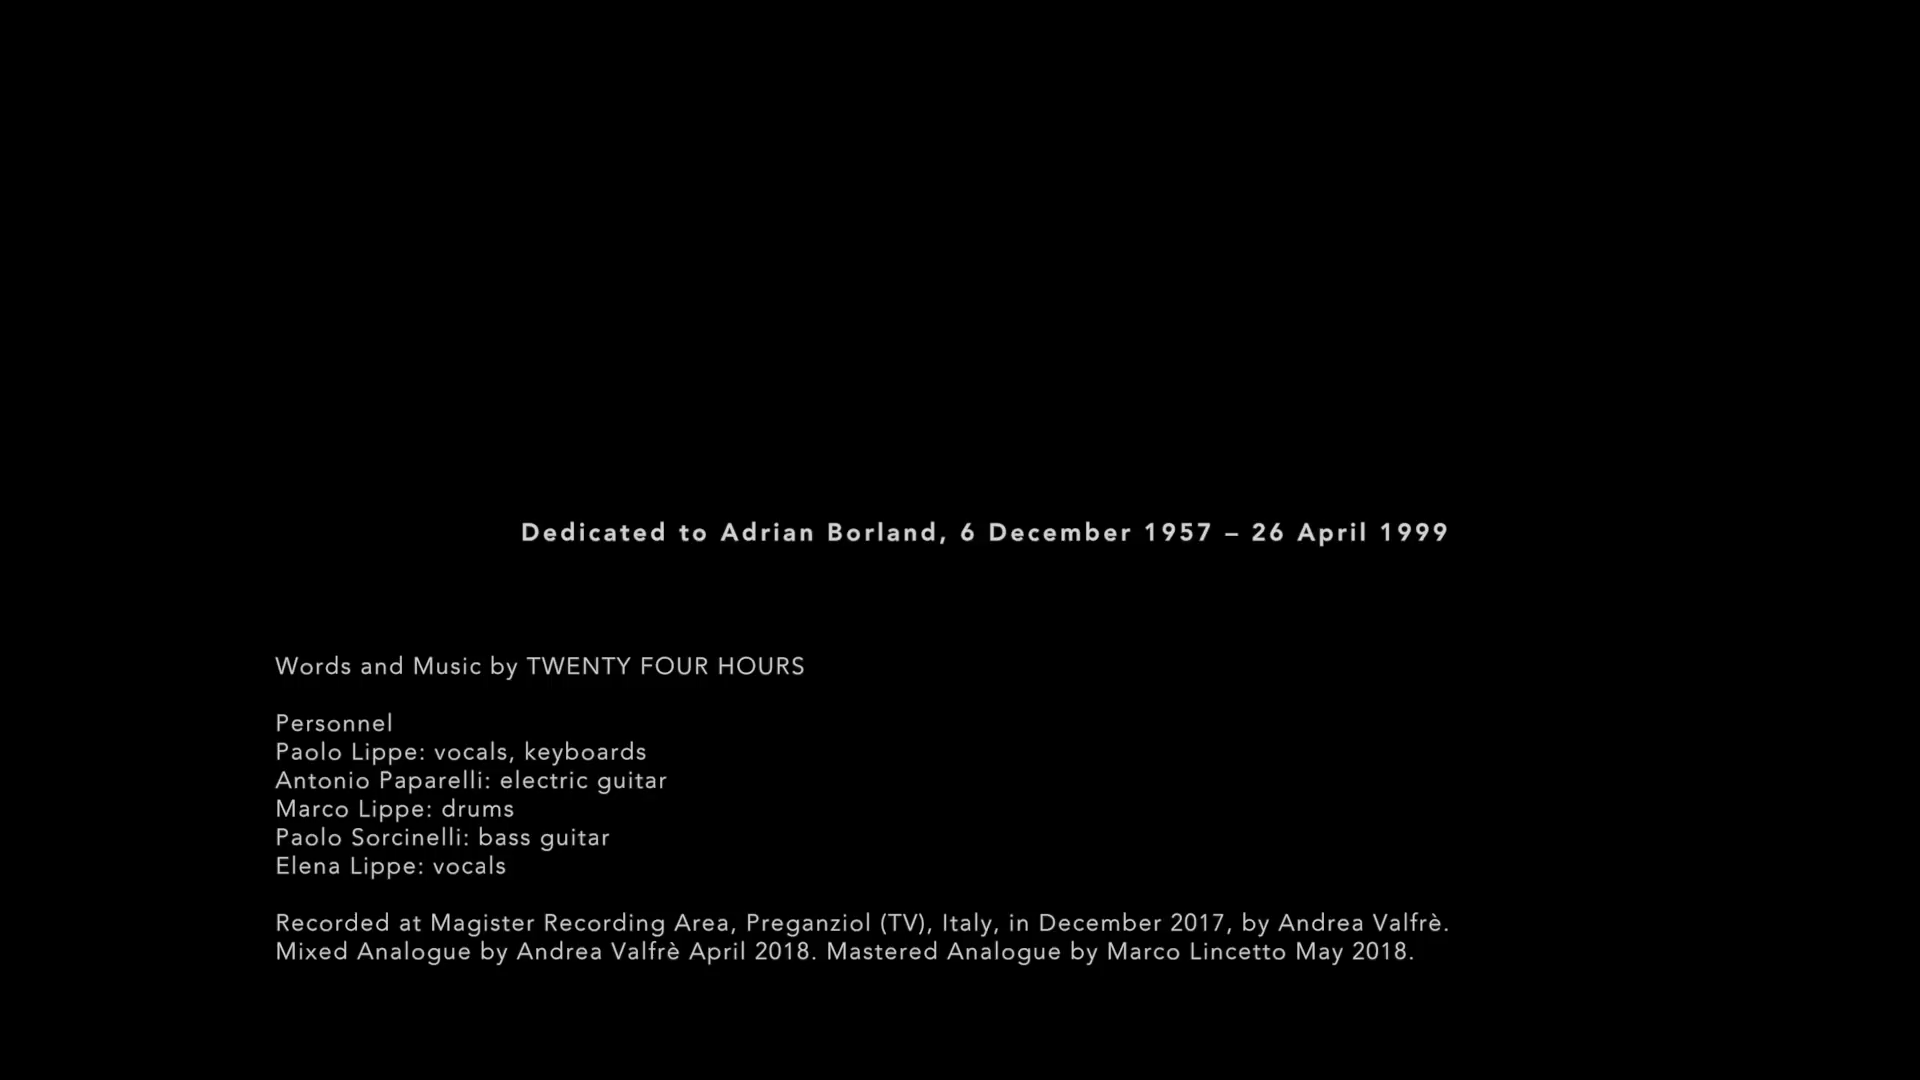 Dedicated to Adrian Borland, 6 December 1957 – 26 April 1999
Words and Music by TWENTY FOUR HOURS
Personnel
Paolo Lippe: vocals, keyboards
Antonio Paparelli: electric guitar
Marco Lippe: drums
Paolo Sorcinelli: bass guitar
Elena Lippe: vocals
Recorded at Magister Recording Area, Preganziol (TV), Italy, in December 2017, by Andrea Valfrè.
Mixed Analogue by Andrea Valfrè April 2018. Mastered Analogue by Marco Lincetto May 2018.